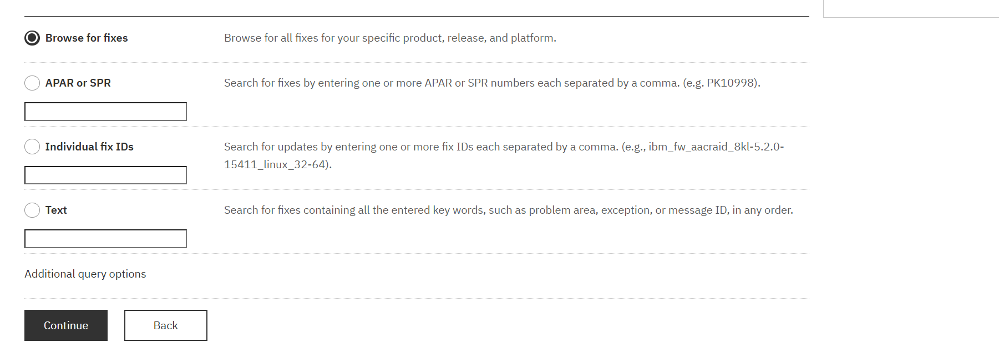 Browse for fixes
Browse for all fixes for your specific product, release, and platform.
APAR or SPR
Search for fixes by entering one or more APAR or SPR numbers each separated by a comma. (e.g. PK10998).
Individual fix IDs
Search for updates by entering one or more fix IDs each separated by a comma. (e.g., ibm_fw_aacraid_8kl-5.2.0-
15411_linux_32-64).
Text
Search for fixes containing all the entered key words, such as problem area, exception, or message ID, in any order.
Additional query options
Continue
Back